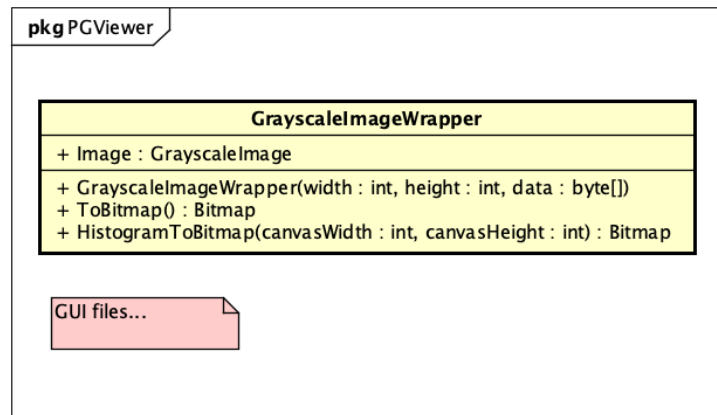 pkg PGViewer
GrayscaleImageWrapper
+ Image : GrayscaleImage
+ GrayscaleImageWrapper(width : int, height : int, data : byte[])
+ ToBitmap() : Bitmap
+ HistogramToBitmap(canvasWidth : int, canvasHeight : int) : Bitmap
GUI files...